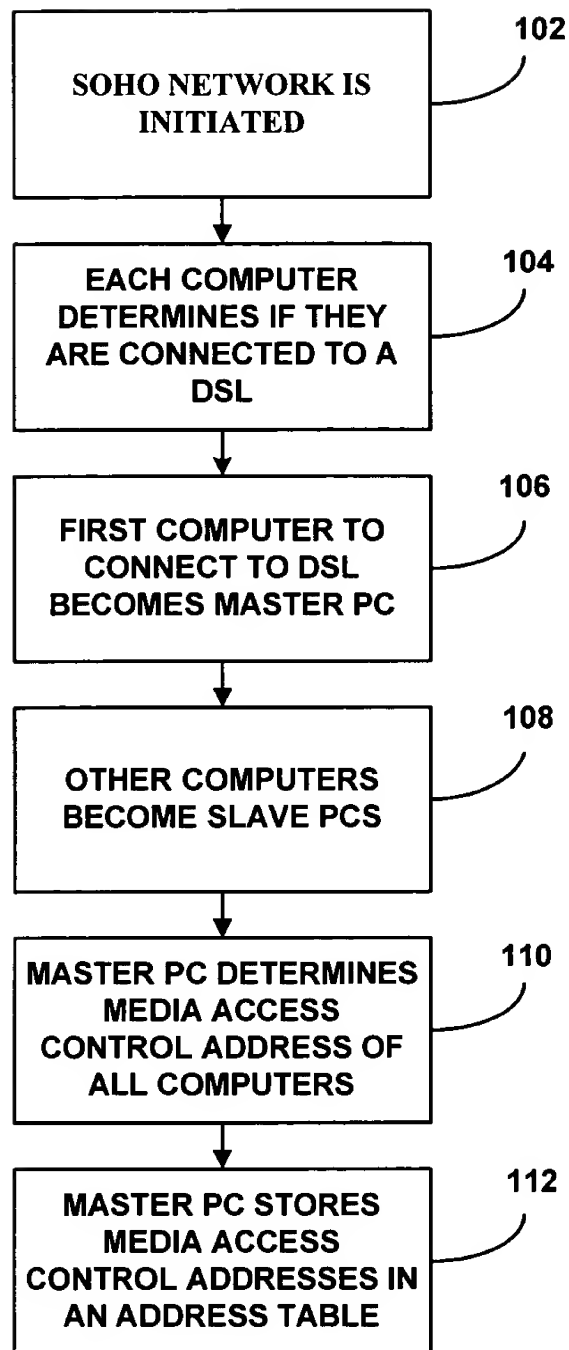 102
SOHO NETWORK IS
INITIATED
104
EACH COMPUTER
DETERMINES IF THEY
ARE CONNECTED TO A
DSL
106
FIRST COMPUTER TO
CONNECT TO DSL
BECOMES MASTER PC
108
OTHER COMPUTERS
BECOME SLAVE PCS
110
MASTER PC DETERMINES
MEDIA ACCESS
CONTROL ADDRESS OF
ALL COMPUTERS
112
MASTER PC STORES
MEDIA ACCESS
CONTROL ADDRESSES IN
AN ADDRESS TABLE